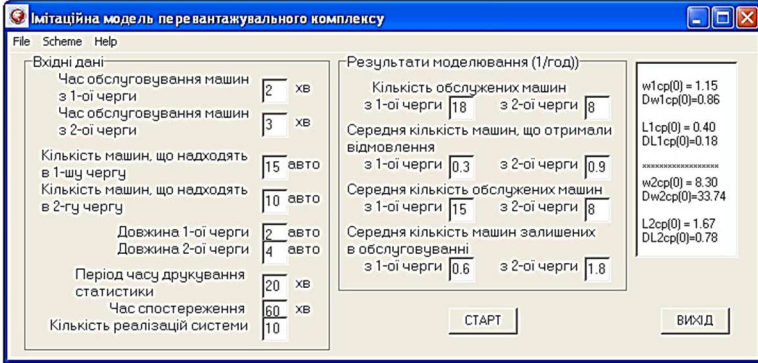 Імітаційна модель перевантажувального комплексу
File Scheme Help
Вхідні дані
Час обслуговування машин
з 1-ої черги 2 хв
Час обслуговування машин
з 2-ої черги 3 хв
Кількість машин, що надходять
в 1-шу чергу 15 авто
Кількість машин, що надходять
в 2-гу чергу 10 авто
Довжина 1-ої черги 2 авто
Довжина 2-ої черги 4 авто
Період часу друкування
статистики 20 хв
Час спостереження 60 хв
Кількість реалізацій системи 10
Результати моделювання (1/год))
Кількість обслужених машин
з 1-ої черги 18 з 2-ої черги 8
Середня кількість машин, що отримали
відмовлення
з 1-ої черги 0.3 з 2-ої черги 0.9
Середня кількість обслужених машин
з 1-ої черги 15 з 2-ої черги 8
Середня кількість машин залишених
в обслуговуванні
з 1-ої черги 0.6 з 2-ої черги 1.8
СТАРТ
w1cp(0) = 1.15
Dw1cp(0)=0.86
L1cp(0) = 0.40
DL1cp(0)=0.18
******************
w2cp(0) = 8.30
Dw2cp(0)=33.74
L2cp(0) = 1.67
DL2cp(0)=0.78
ВИХІД